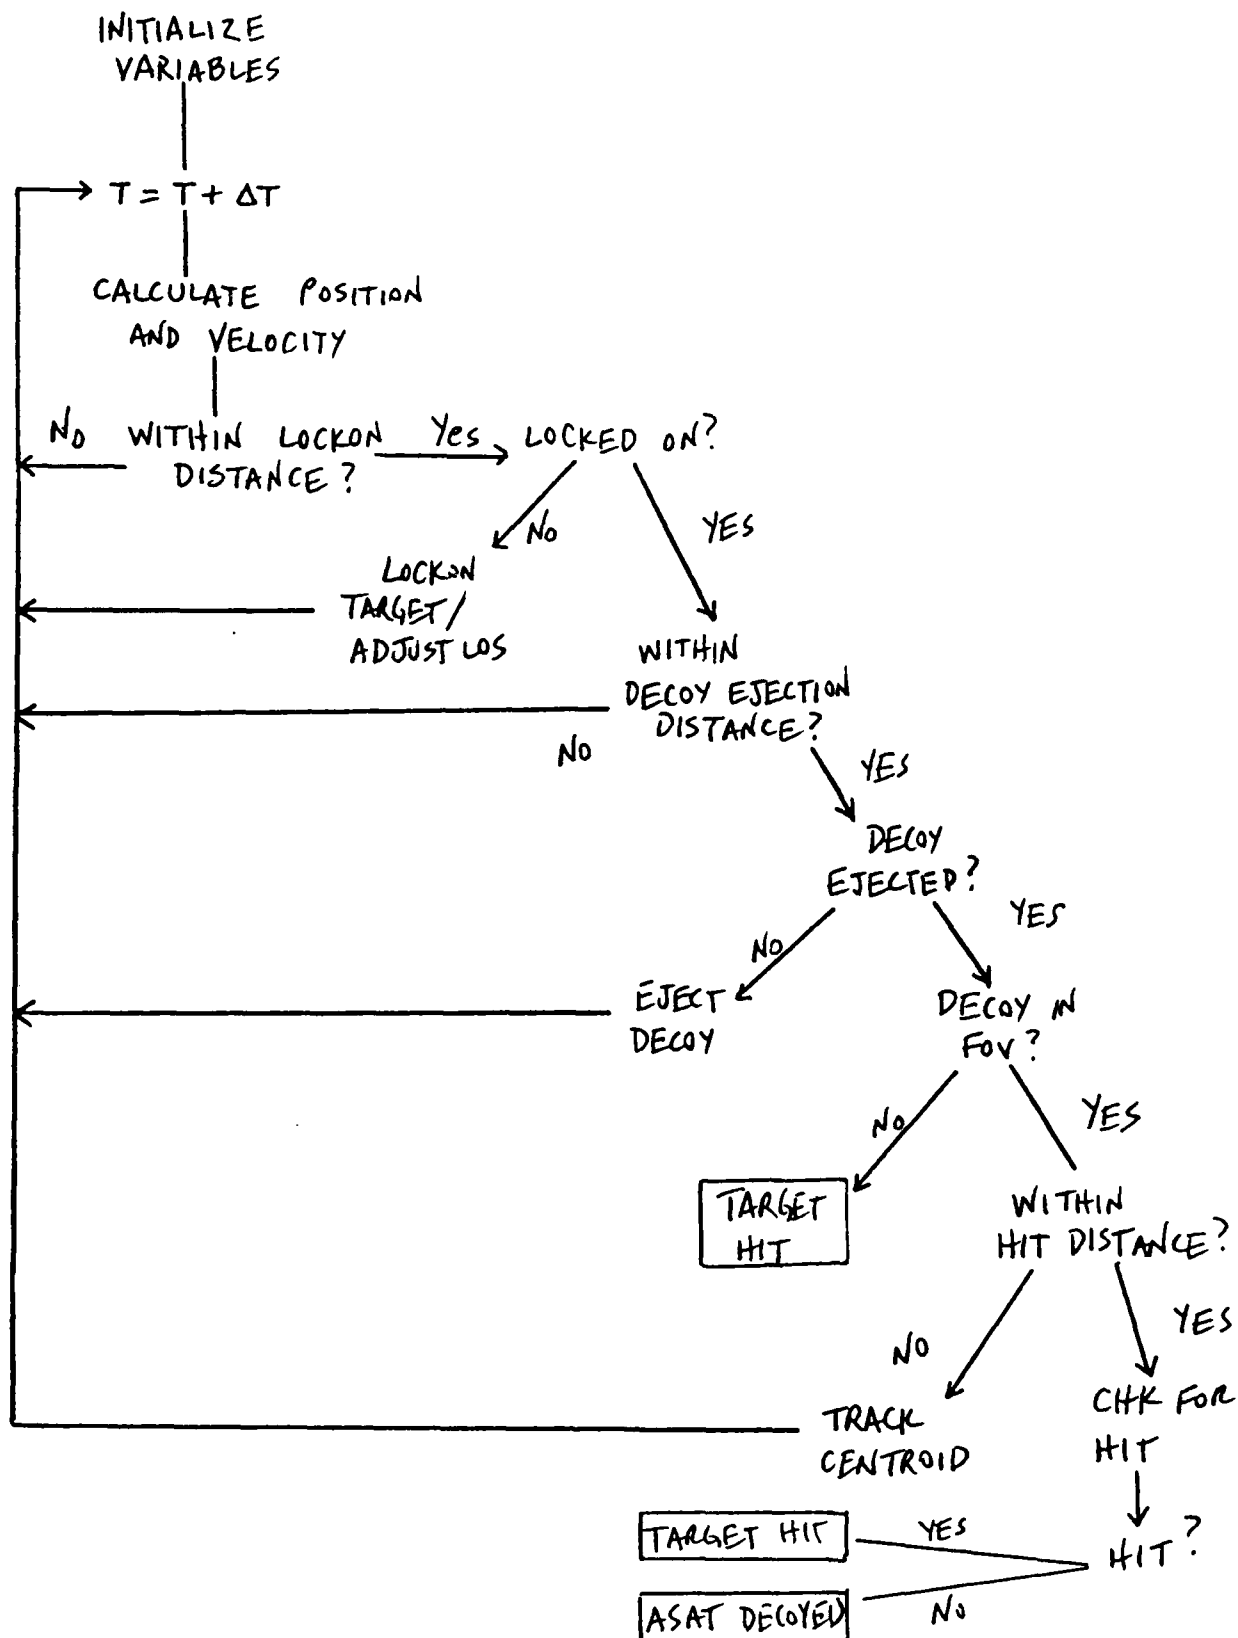 INITIALIZE
VARIABLES
T = T + ΔT
CALCULATE POSITION
AND VELOCITY
No WITHIN LOCKON Yes LOCKED ON?
DISTANCE?
No
YES
LOCKON
TARGET/
ADJUST LOS
WITHIN
DECOY EJECTION
DISTANCE?
NO
YES
DECOY
EJECTED?
YES
NO
EJECT
DECOY
DECOY IN
FOV?
NO
YES
TARGET
HIT
WITHIN
HIT DISTANCE?
YES
NO
CHK FOR
HIT
TRACK
CENTROID
TARGET HIT
YES
HIT?
ASAT DECOYED
No